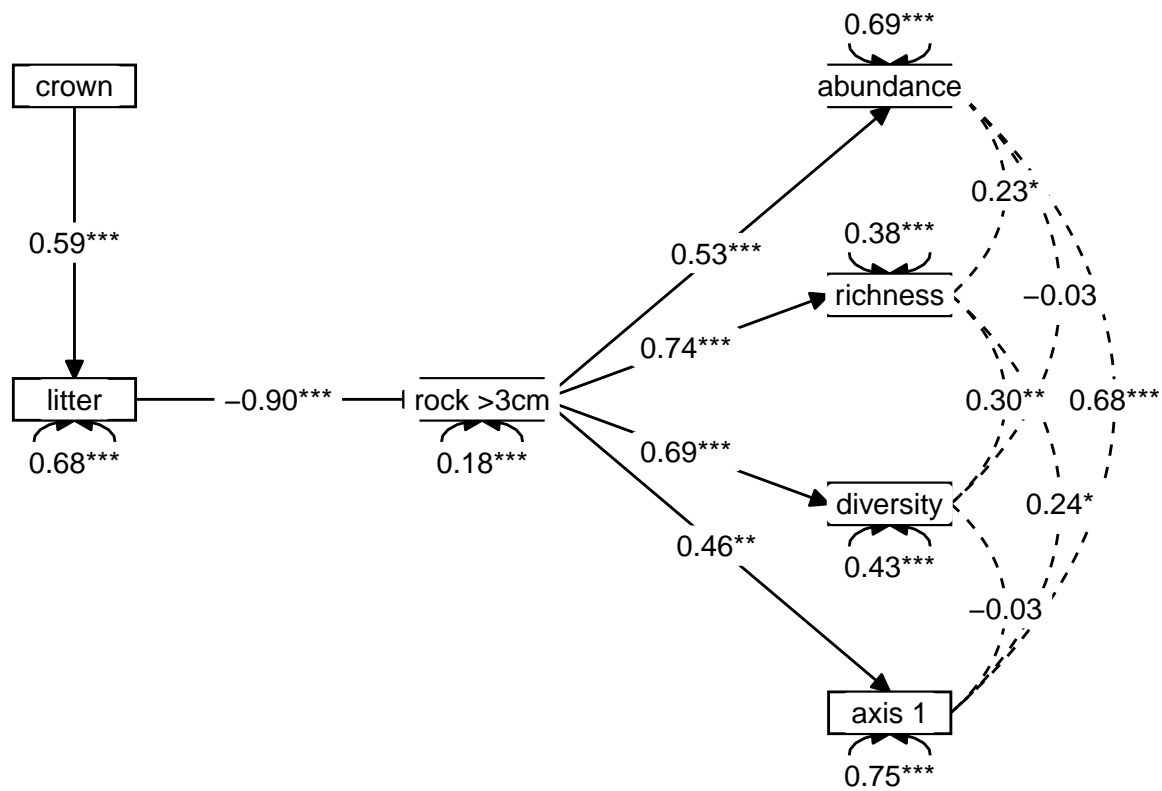 0.69***
crown
abundance
0.23*
0.59***
0.53***
0.38***
richness
−0.03
0.74***
litter
−0.90***
rock >3cm
0.30**
0.68***
0.68***
0.18***
0.69***
diversity
0.24*
0.46**
0.43***
−0.03
axis 1
0.75***